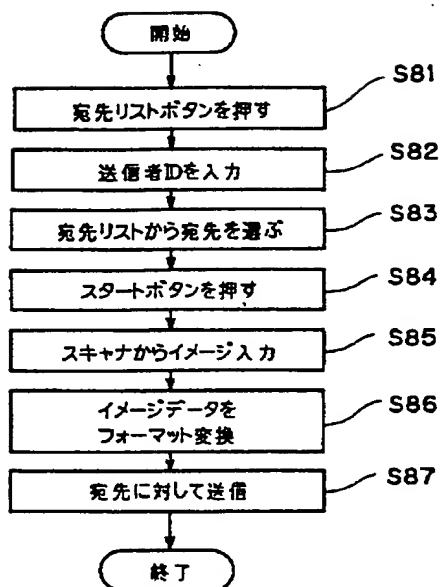 開始
S81
宛先リストボタンを押す
S82
送信者IDを入力
S83
宛先リストから宛先を選ぶ
S84
スタートボタンを押す
S85
スキャナからイメージ入力
S86
イメージデータを
フォーマット変換
S87
宛先に対して送信
終了